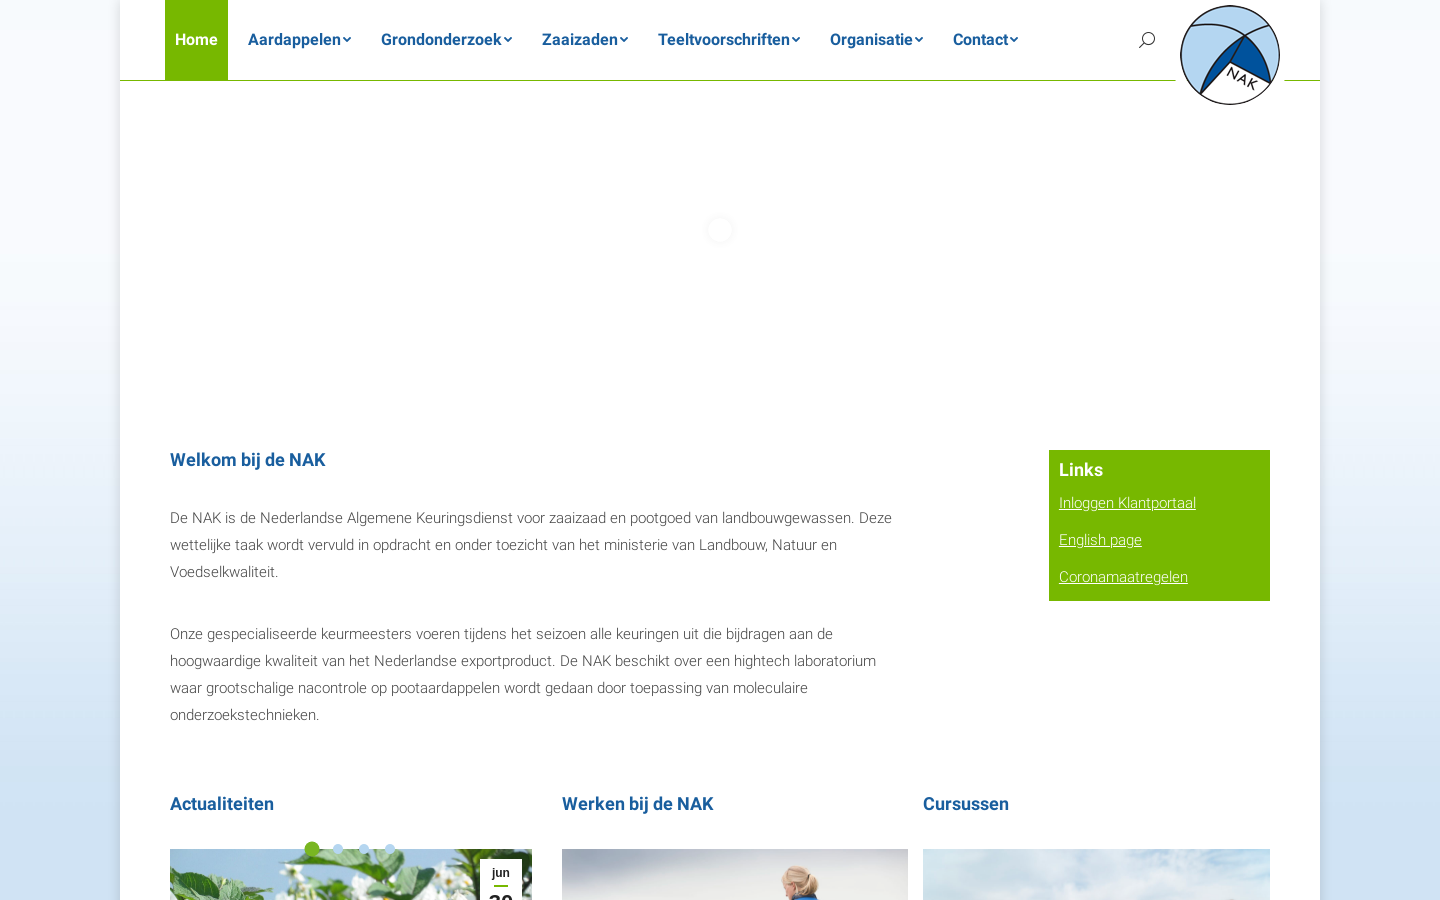 Home
Aardappelen
Grondonderzoek
Zaaizaden
Teeltvoorschriften
Organisatie
Contact
NAK
Welkom bij de NAK
De NAK is de Nederlandse Algemene Keuringsdienst voor zaaizaad en pootgoed van landbouwgewassen. Deze
wettelijke taak wordt vervuld in opdracht en onder toezicht van het ministerie van Landbouw, Natuur en
Voedselkwaliteit.
Onze gespecialiseerde keurmeesters voeren tijdens het seizoen alle keuringen uit die bijdragen aan de
hoogwaardige kwaliteit van het Nederlandse exportproduct. De NAK beschikt over een hightech laboratorium
waar grootschalige nacontrole op pootaardappelen wordt gedaan door toepassing van moleculaire
onderzoekstechnieken.
Links
Inloggen Klantportaal
English page
Coronamaatregelen
Actualiteiten
Werken bij de NAK
Cursussen
jun